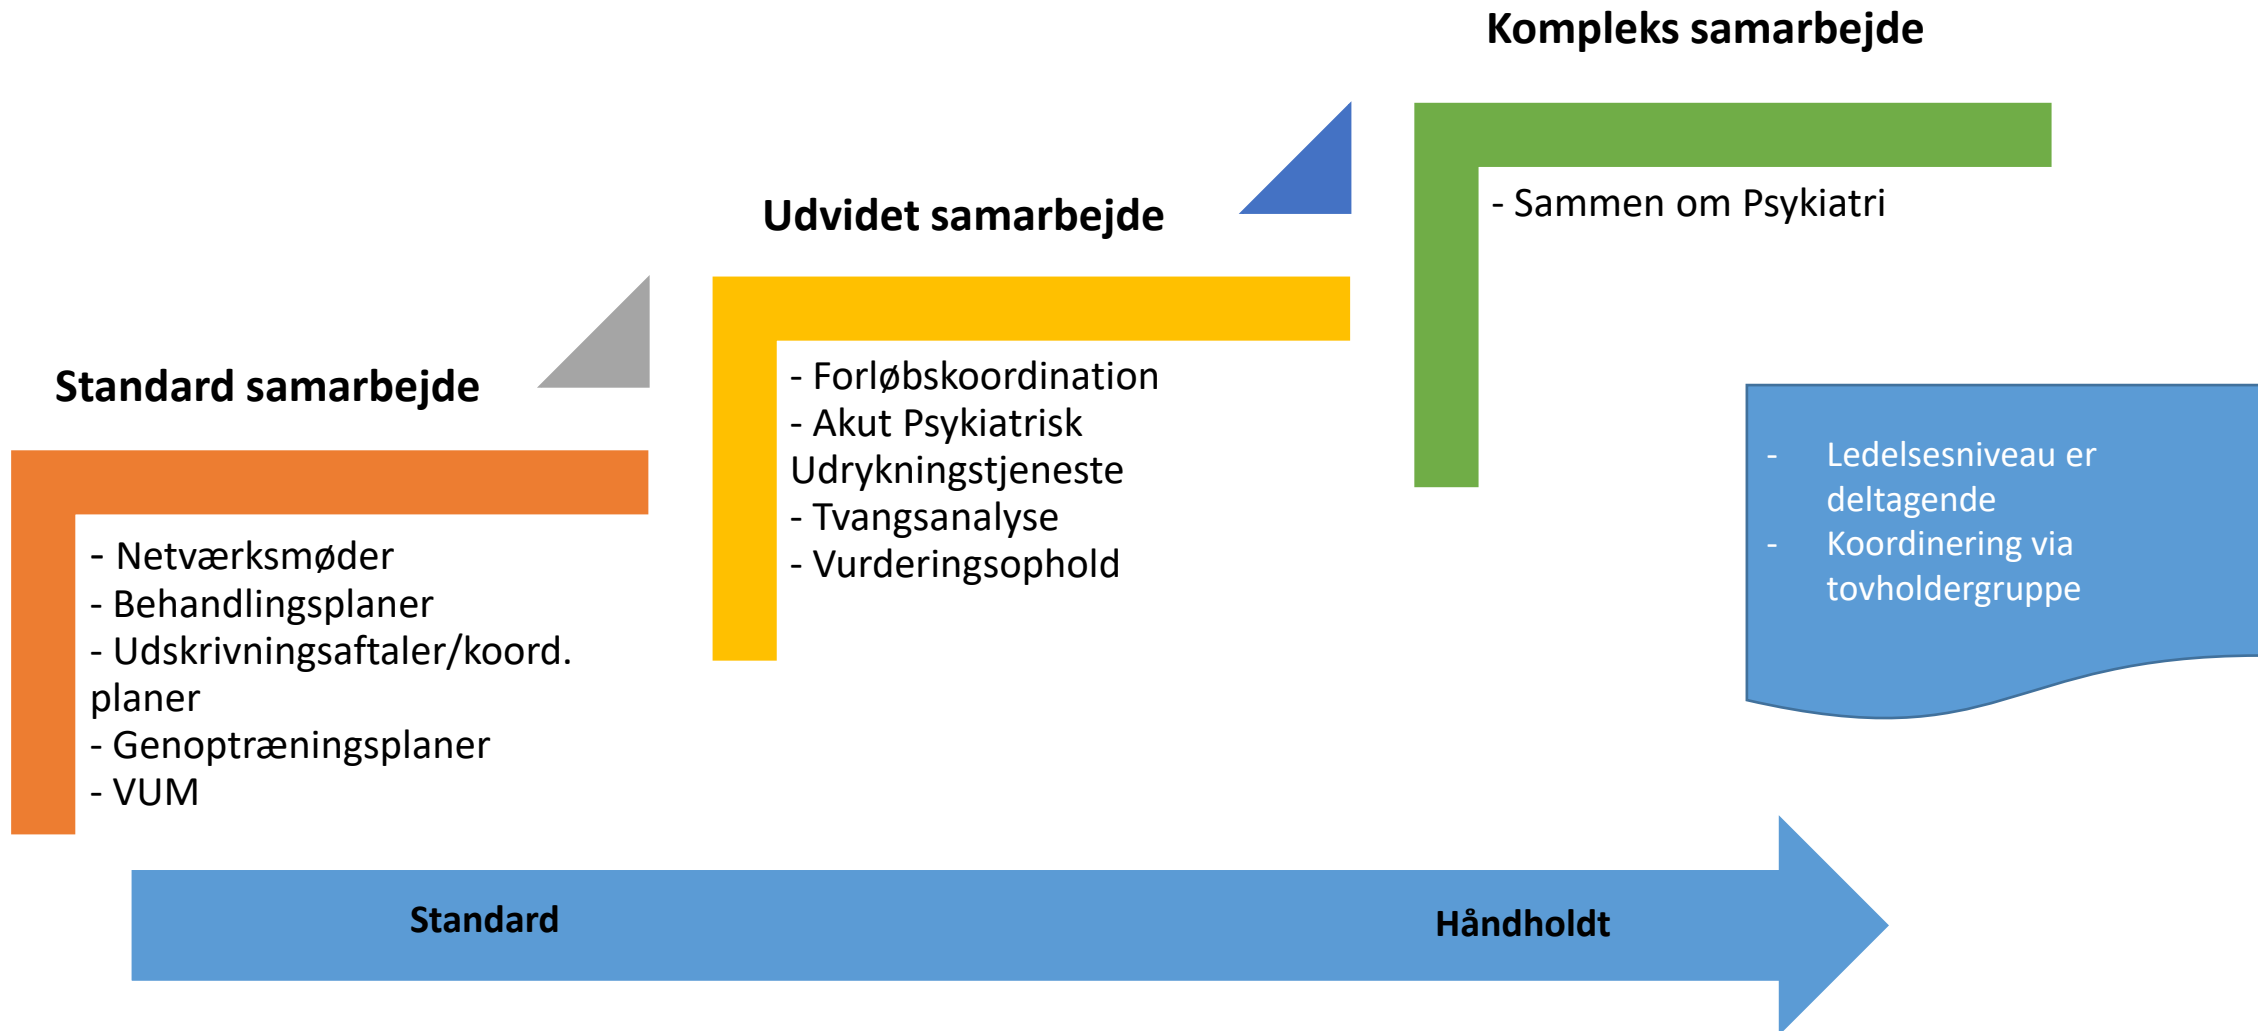 Kompleks samarbejde
- Sammen om Psykiatri
Udvidet samarbejde
- Forløbskoordination
- Akut Psykiatrisk
Udrykningstjeneste
- Tvangsanalyse
- Vurderingsophold
Standard samarbejde
- Netværksmøder
- Behandlingsplaner
- Udskrivningsaftaler/koord.
planer
- Genoptræningsplaner
- VUM
- Ledelsesniveau er
deltagende
- Koordinering via
tovholdergruppe
Standard
Håndholdt